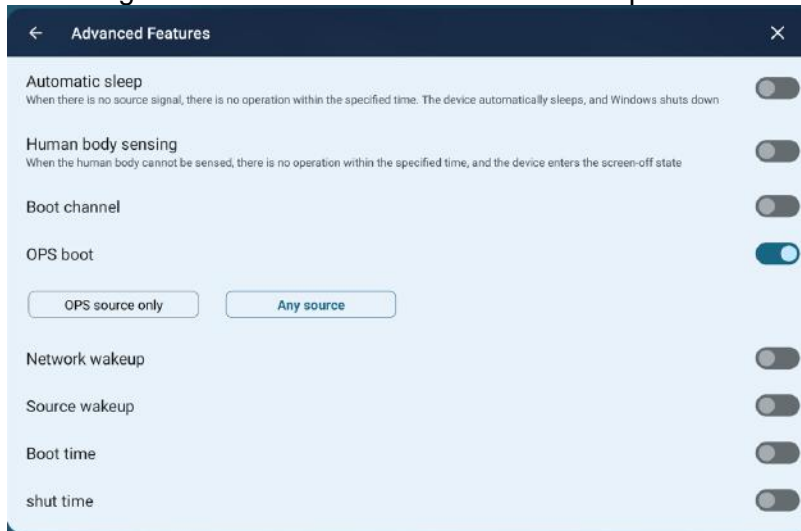 Advanced Features
Automatic sleep
When there is no source signal, there is no operation within the specified time. The device automatically sleeps, and Windows shuts down
Human body sensing
When the human body cannot be sensed, there is no operation within the specified time, and the device enters the screen-off state
Boot channel
OPS boot
OPS source only Any source
Network wakeup
Source wakeup
Boot time
shut time